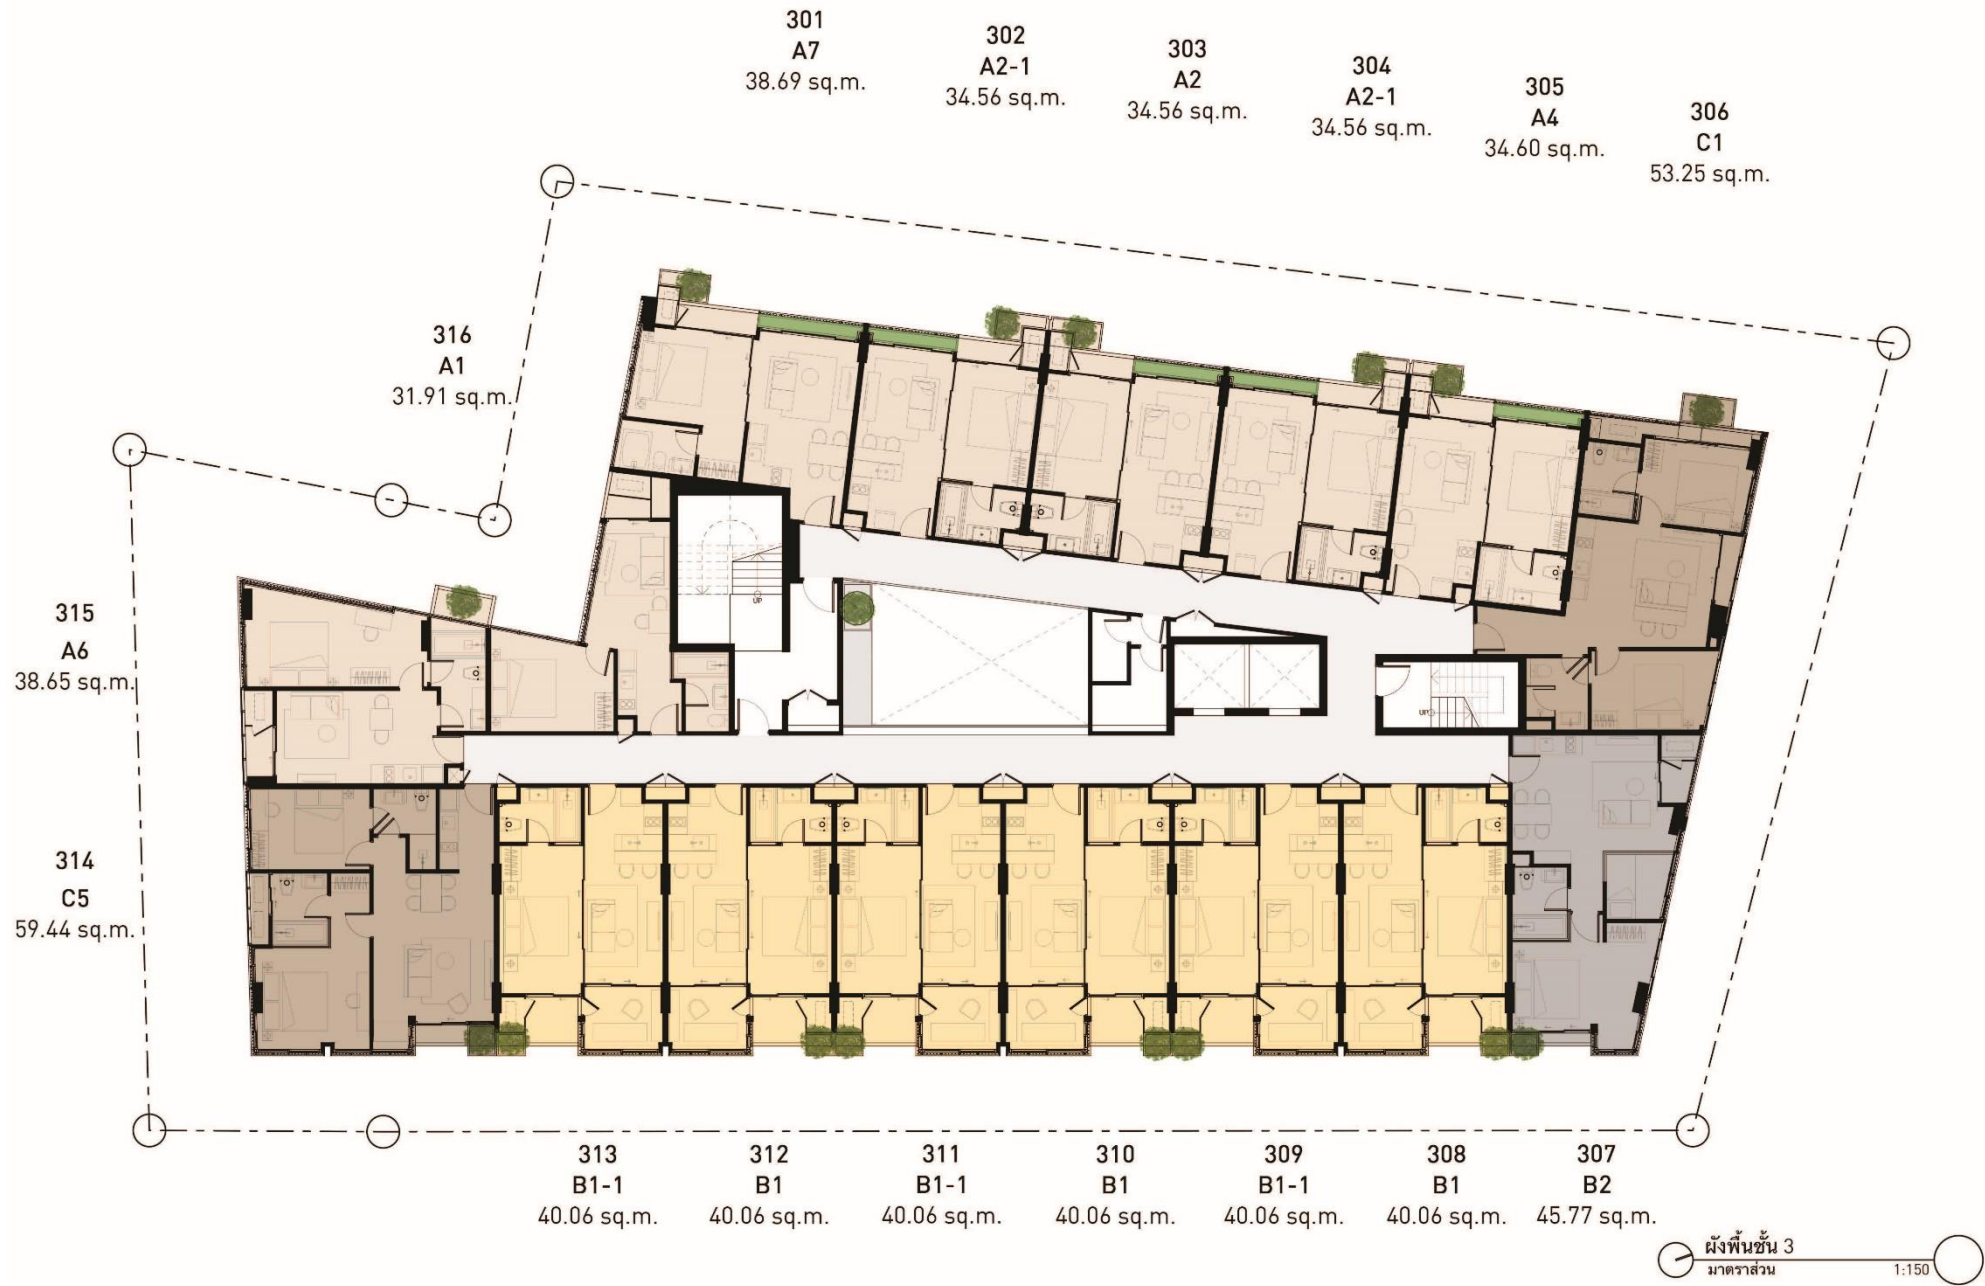 301
A7
38.69 sq.m.
302
A2-1
34.56 sq.m.
303
A2
34.56 sq.m.
304
A2-1
34.56 sq.m.
305
A4
34.60 sq.m.
306
C1
53.25 sq.m.
316
A1
31.91 sq.m.
315
A6
38.65 sq.m.
UP
UP
314
C5
59.44 sq.m.
313
B1-1
40.06 sq.m.
312
B1
40.06 sq.m.
311
B1-1
40.06 sq.m.
310
B1
40.06 sq.m.
309
B1-1
40.06 sq.m.
308
B1
40.06 sq.m.
307
B2
45.77 sq.m.
ผังพื้นชั้น 3
มาตราส่วน 1:150